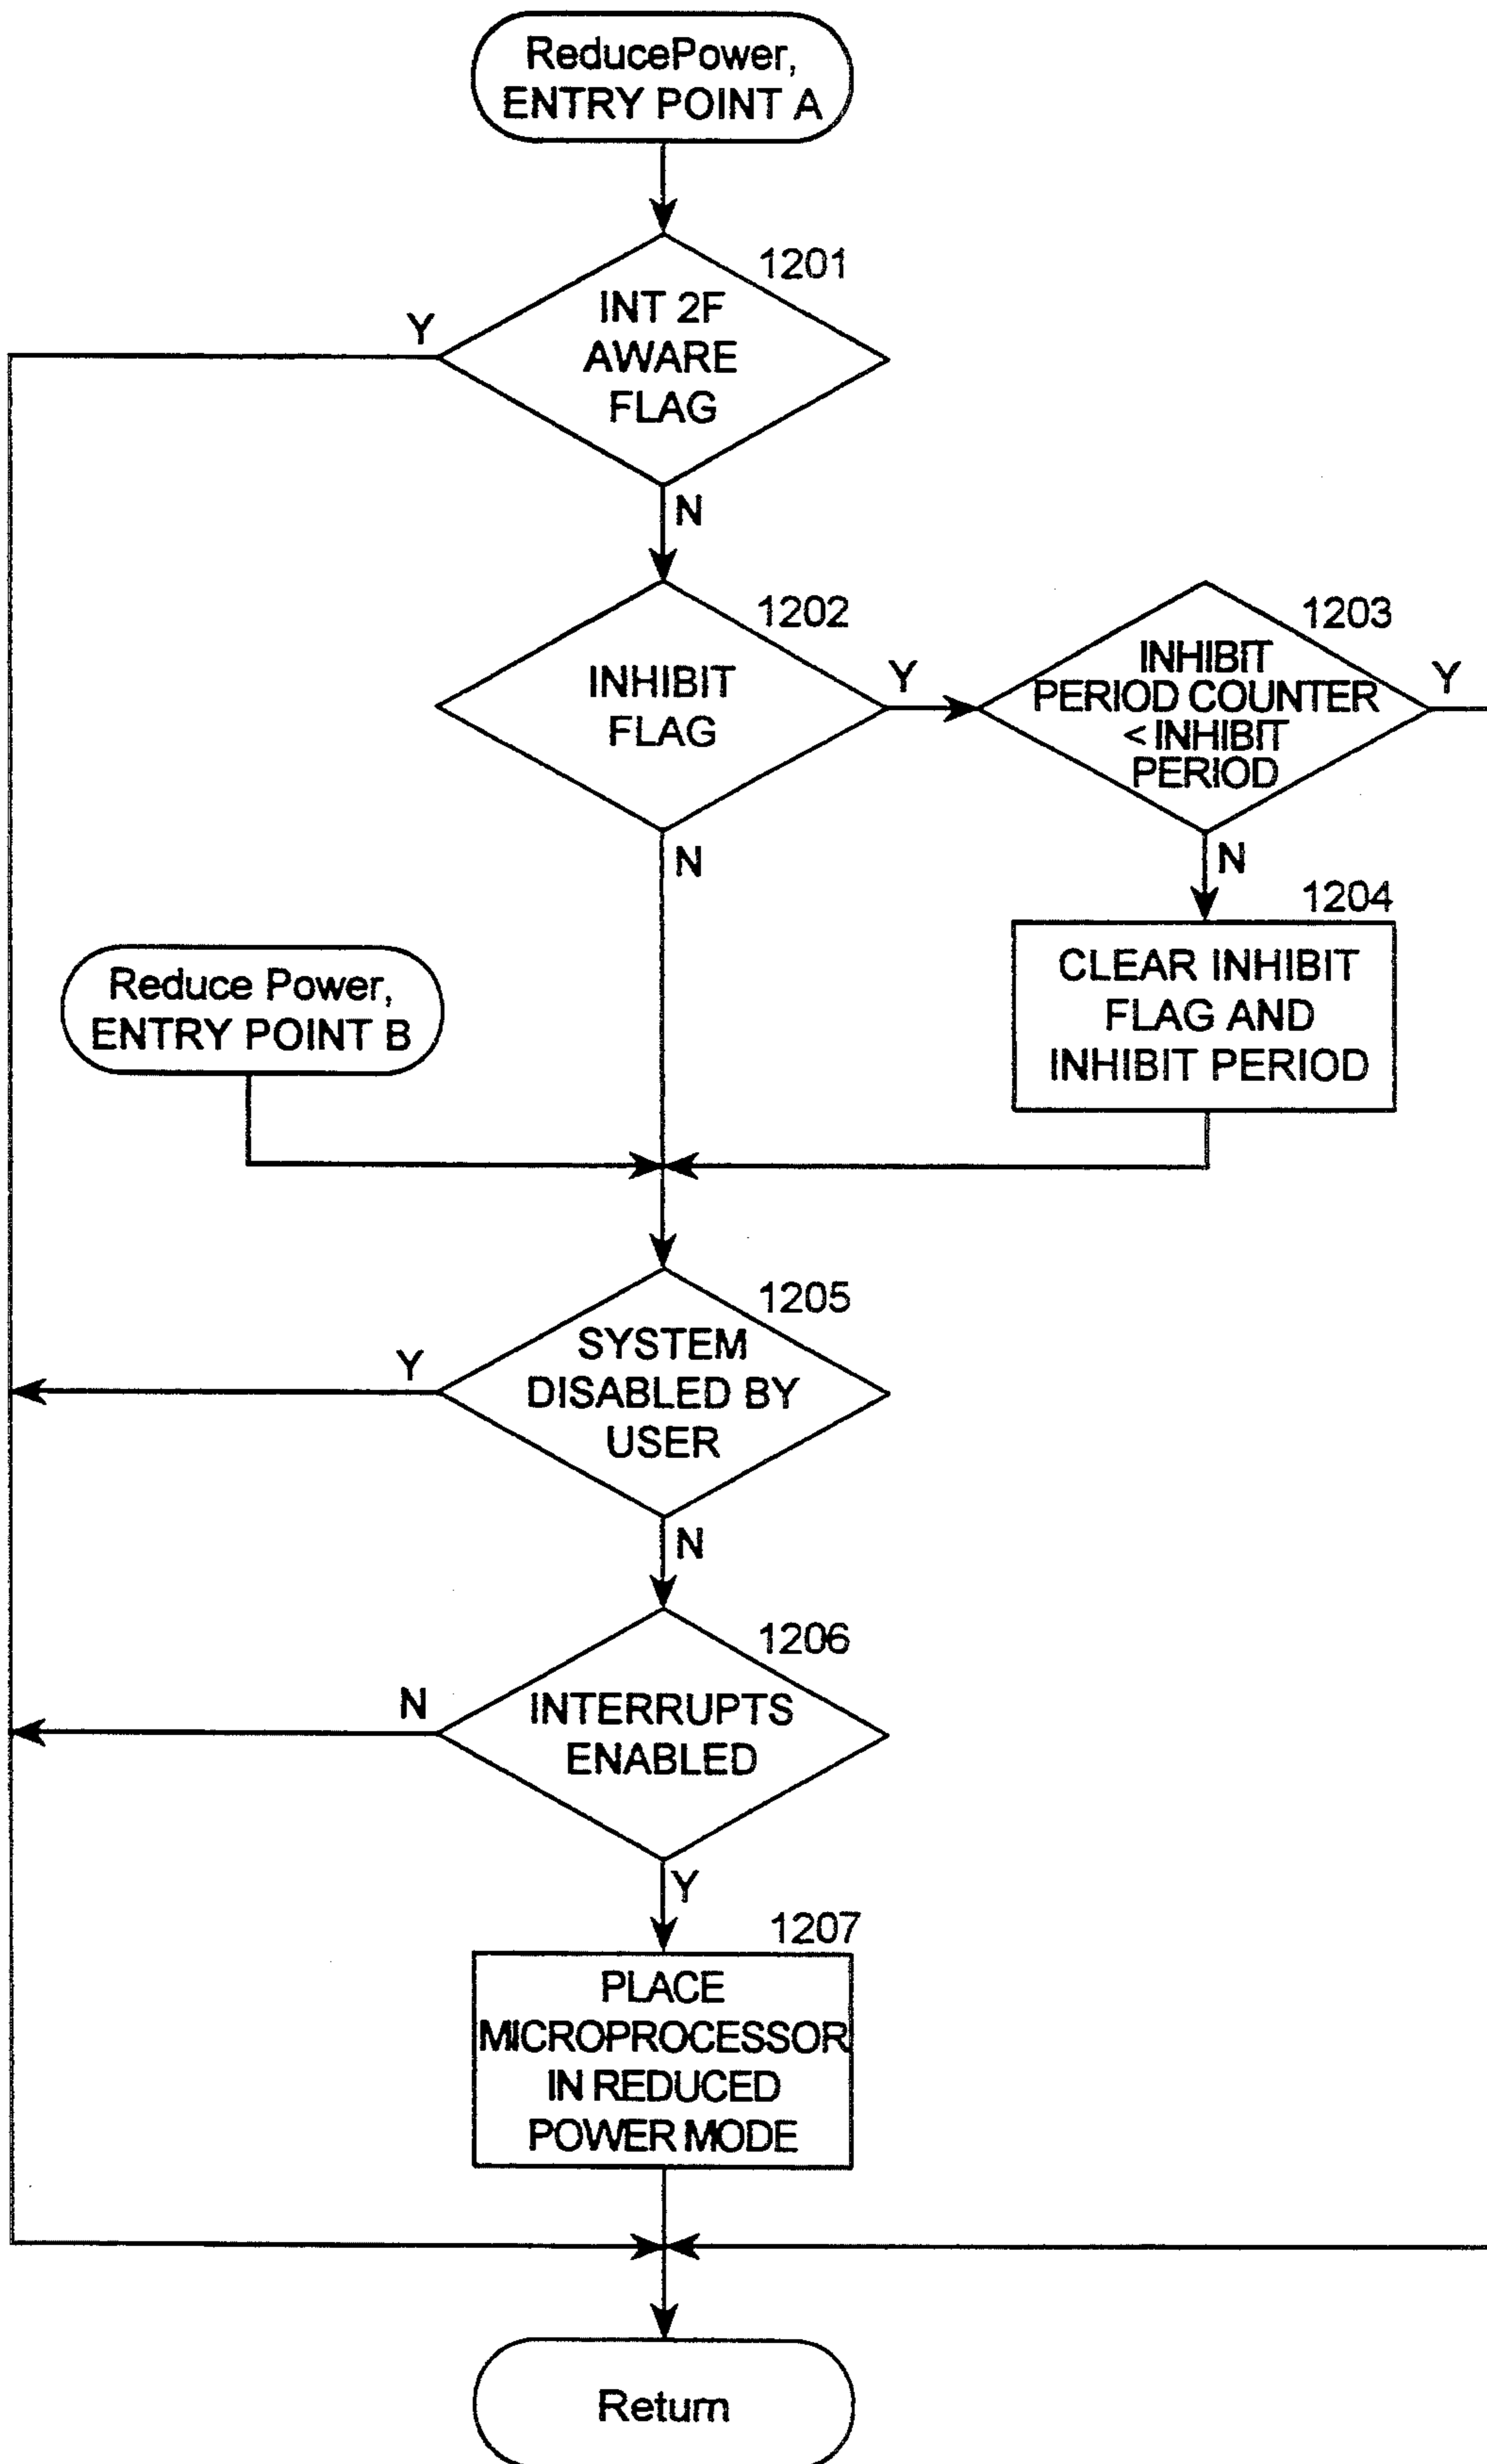 ReducePower,
ENTRY POINT A
1201
INT 2F
AWARE
FLAG
Y
N
1202
INHIBIT
FLAG
Y
N
1203
INHIBIT
PERIOD COUNTER
< INHIBIT
PERIOD
Y
N
1204
CLEAR INHIBIT
FLAG AND
INHIBIT PERIOD
Reduce Power,
ENTRY POINT B
1205
SYSTEM
DISABLED BY
USER
Y
N
1206
INTERRUPTS
ENABLED
N
Y
1207
PLACE
MICROPROCESSOR
IN REDUCED
POWER MODE
Return